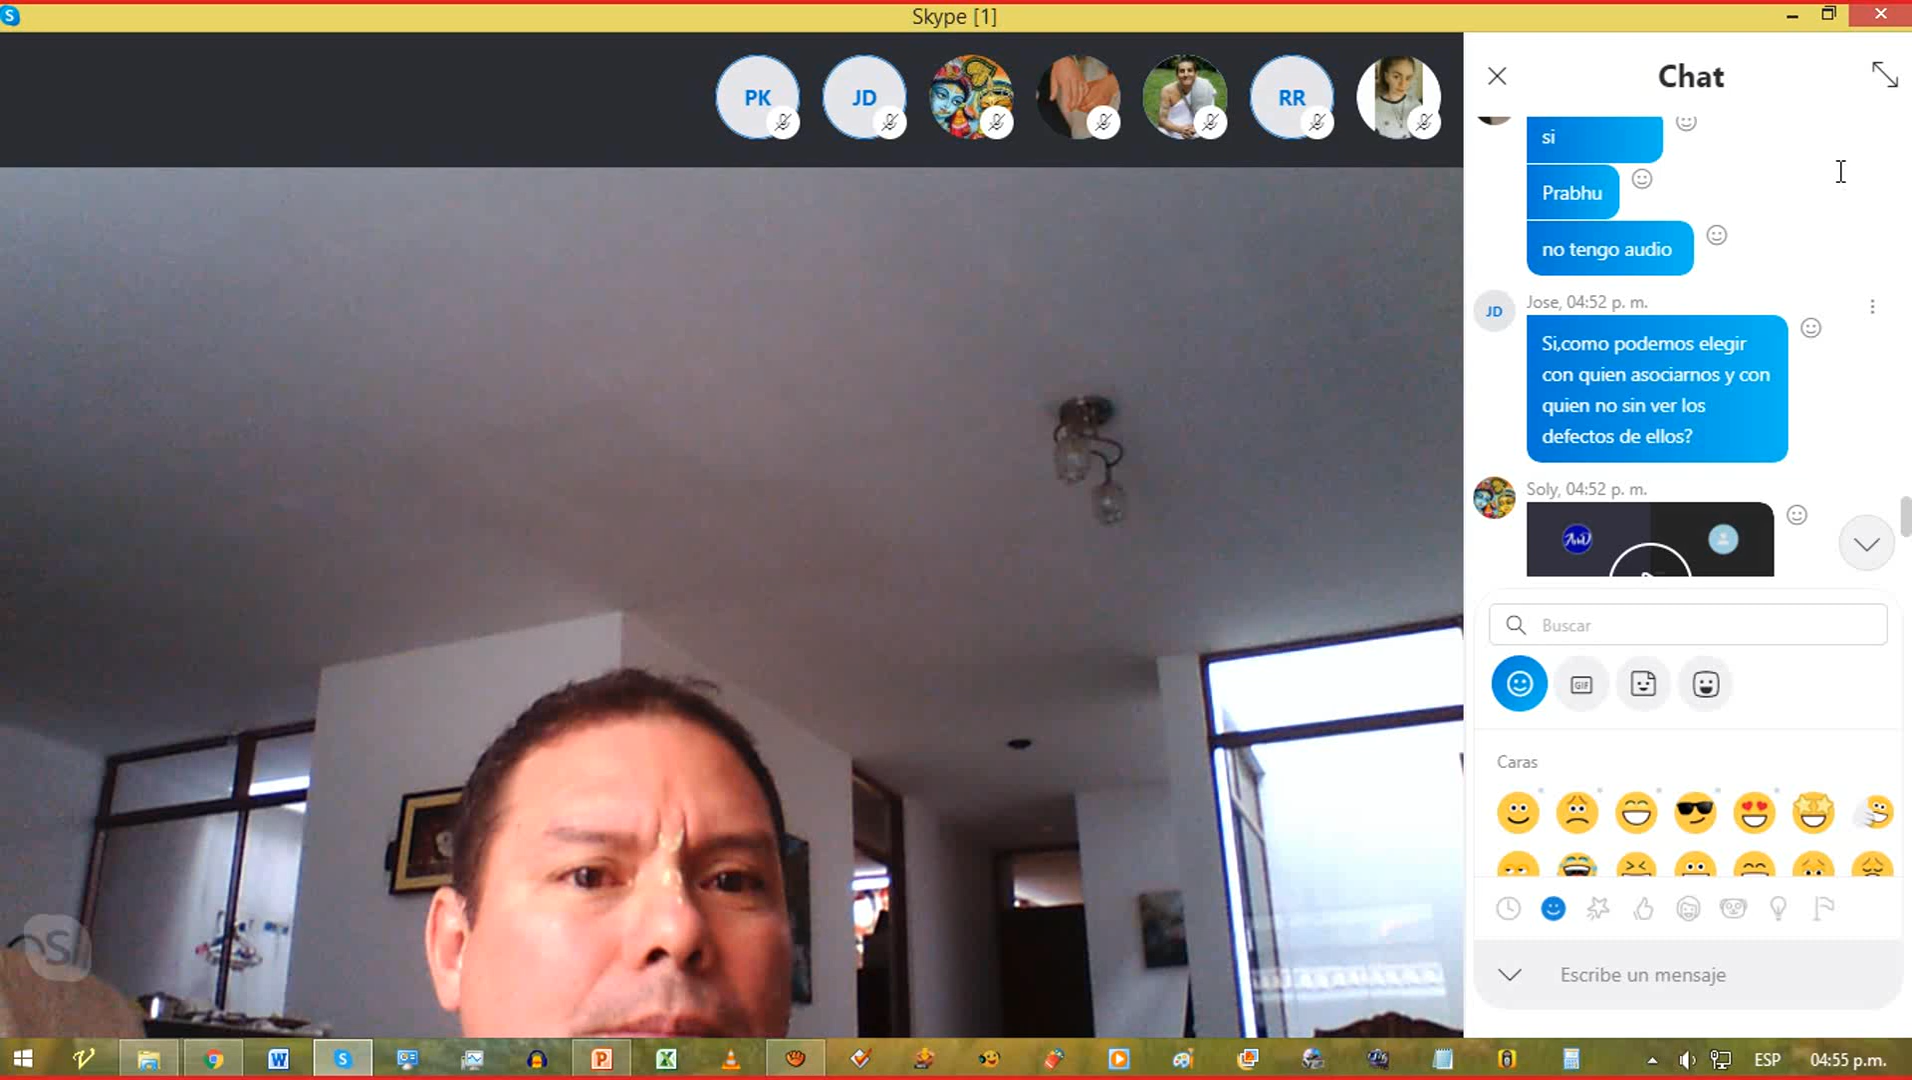 Skype [1]
PK
JD
RR
Chat
si
Prabhu
no tengo audio
Jose, 04:52 p. m.
JD
Si,como podemos elegir
con quien asociarnos y con
quien no sin ver los
defectos de ellos?
Soly, 04:52 p. m.
Buscar
GIF
Caras
Escribe un mensaje
ESP
04:55 p.m.